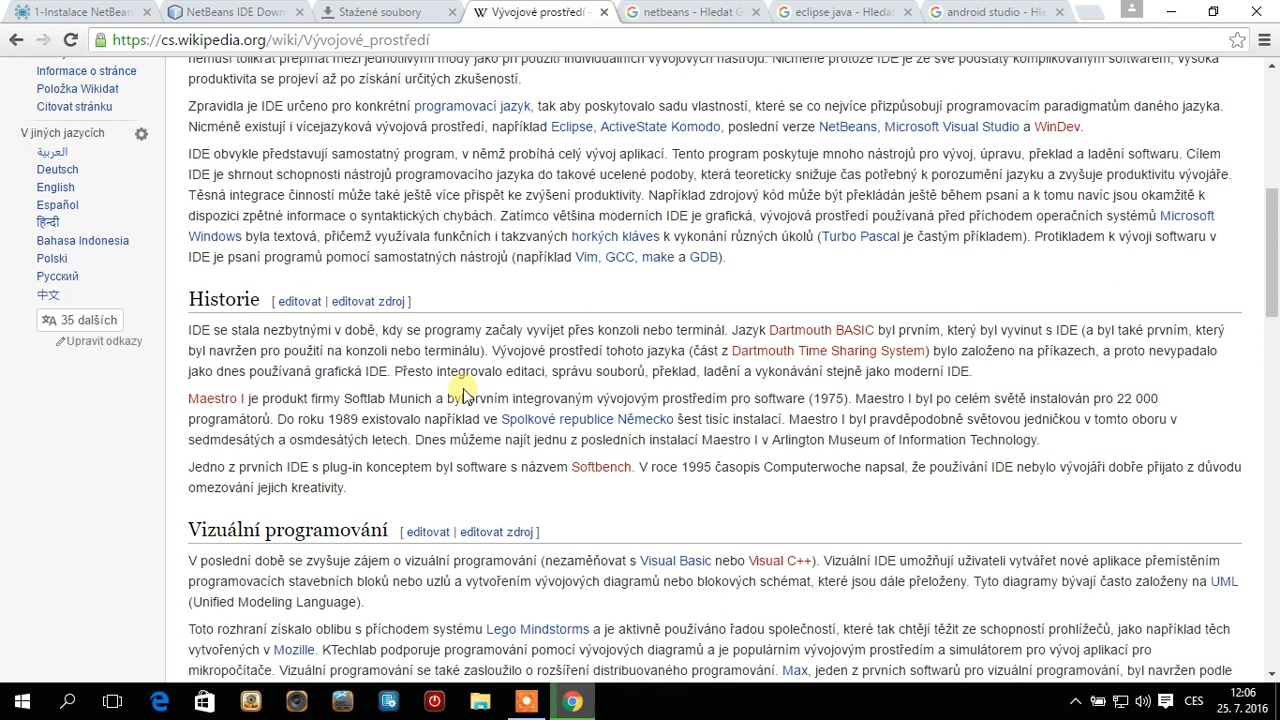 1-Instalace NetBean
NetBeans IDE Down
Stažené soubory
Vývojové prostředí -
netbeans - Hledat G
eclipse java - Hleda
android studio - Hle
https://cs.wikipedia.org/wiki/Vývojové_prostředí
Informace o stránce
Položka Wikidat
Citovat stránku
V jiných jazycích
العربية
Deutsch
English
Español
हिन्दी
Bahasa Indonesia
Polski
Русский
中文
35 dalších
Upravit odkazy
nemusí tolikrát přepínat mezi jednotlivými módy jako při použití individuálních vývojových nástrojů. Nicméně protože IDE je ze své podstaty komplikovaným softwarem, vysoká
produktivita se projeví až po získání určitých zkušeností.
Zpravidla je IDE určeno pro konkrétní programovací jazyk, tak aby poskytovalo sadu vlastností, které se co nejvíce přizpůsobují programovacím paradigmatům daného jazyka.
Nicméně existují i vícejazyková vývojová prostředí, například Eclipse, ActiveState Komodo, poslední verze NetBeans, Microsoft Visual Studio a WinDev.
IDE obvykle představují samostatný program, v němž probíhá celý vývoj aplikací. Tento program poskytuje mnoho nástrojů pro vývoj, úpravu, překlad a ladění softwaru. Cílem
IDE je shrnout schopnosti nástrojů programovacího jazyka do takové ucelené podoby, která teoreticky snižuje čas potřebný k porozumění jazyku a zvyšuje produktivitu vývojáře.
Těsná integrace činností může také ještě více přispět ke zvýšení produktivity. Například zdrojový kód může být překládán ještě během psaní a k tomu navíc jsou okamžitě k
dispozici zpětné informace o syntaktických chybách. Zatímco většina moderních IDE je grafická, vývojová prostředí používaná před příchodem operačních systémů Microsoft
Windows byla textová, přičemž využívala funkčních i takzvaných horkých kláves k vykonání různých úkolů (Turbo Pascal je častým příkladem). Protikladem k vývoji softwaru v
IDE je psaní programů pomocí samostatných nástrojů (například Vim, GCC, make a GDB).
Historie [ editovat | editovat zdroj ]
IDE se stala nezbytnými v době, kdy se programy začaly vyvíjet přes konzoli nebo terminál. Jazyk Dartmouth BASIC byl prvním, který byl vyvinut s IDE (a byl také prvním, který
byl navržen pro použití na konzoli nebo terminálu). Vývojové prostředí tohoto jazyka (část z Dartmouth Time Sharing System) bylo založeno na příkazech, a proto nevypadalo
jako dnes používaná grafická IDE. Přesto integrovalo editaci, správu souborů, překlad, ladění a vykonávání stejně jako moderní IDE.
Maestro I je produkt firmy Softlab Munich a byl prvním integrovaným vývojovým prostředím pro software (1975). Maestro I byl po celém světě instalován pro 22 000
programátorů. Do roku 1989 existovalo například ve Spolkové republice Německo šest tisíc instalací. Maestro I byl pravděpodobně světovou jedničkou v tomto oboru v
sedmdesátých a osmdesátých letech. Dnes můžeme najít jednu z posledních instalací Maestro I v Arlington Museum of Information Technology.
Jedno z prvních IDE s plug-in konceptem byl software s názvem Softbench. V roce 1995 časopis Computerwoche napsal, že používání IDE nebylo vývojáři dobře přijato z důvodu
omezování jejich kreativity.
Vizuální programování [ editovat | editovat zdroj ]
V poslední době se zvyšuje zájem o vizuální programování (nezaměňovat s Visual Basic nebo Visual C++). Vizuální IDE umožňují uživateli vytvářet nové aplikace přemístěním
programovacích stavebních bloků nebo uzlů a vytvořením vývojových diagramů nebo blokových schémat, které jsou dále přeloženy. Tyto diagramy bývají často založeny na UML
(Unified Modeling Language).
Toto rozhraní získalo oblibu s příchodem systému Lego Mindstorms a je aktivně používáno řadou společností, které tak chtějí těžit ze schopností prohlížečů, jako například těch
vytvořených v Mozille. KTechlab podporuje programování pomocí vývojových diagramů a je populárním vývojovým prostředím a simulátorem pro vývoj aplikací pro
mikropočítače. Vizuální programování se také zasloužilo o rozšíření distribuovaného programování. Max, jeden z prvních softwarů pro vizuální programování, byl navržen podle
CES
12:06
25. 7. 2016